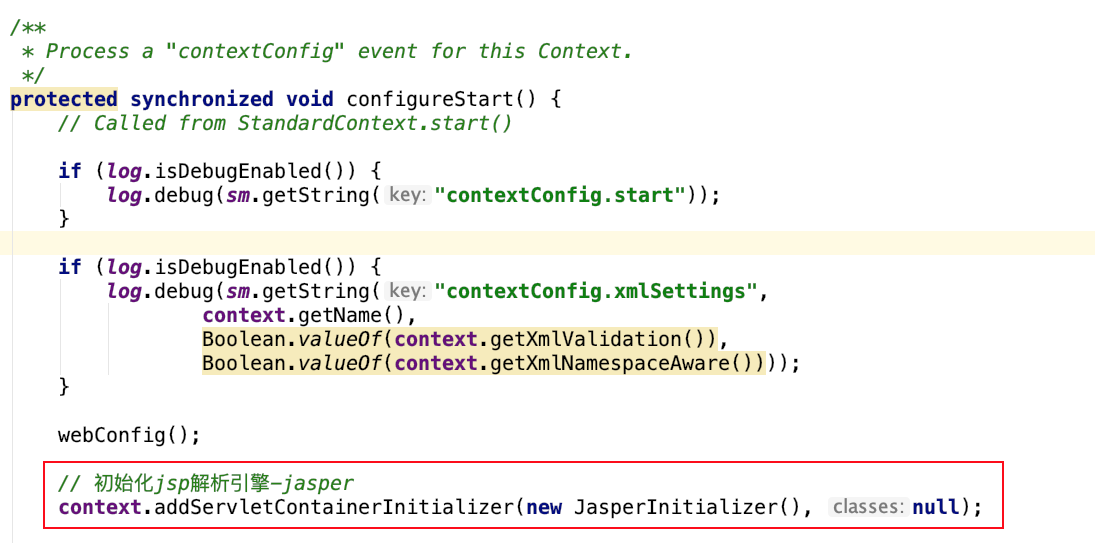 /**
 * Process a "contextConfig" event for this Context.
 */
protected synchronized void configureStart() {
    // Called from StandardContext.start()
    if (log.isDebugEnabled()) {
        log.debug(sm.getString( key: "contextConfig.start"));
    }
    if (log.isDebugEnabled()) {
        log.debug(sm.getString( key: "contextConfig.xmlSettings",
                context.getName(),
                Boolean.valueOf(context.getXmlValidation()),
                Boolean.valueOf(context.getXmlNamespaceAware())));
    }
    webConfig();
    // 初始化jsp解析引擎-jasper
    context.addServletContainerInitializer(new JasperInitializer(), classes: null);